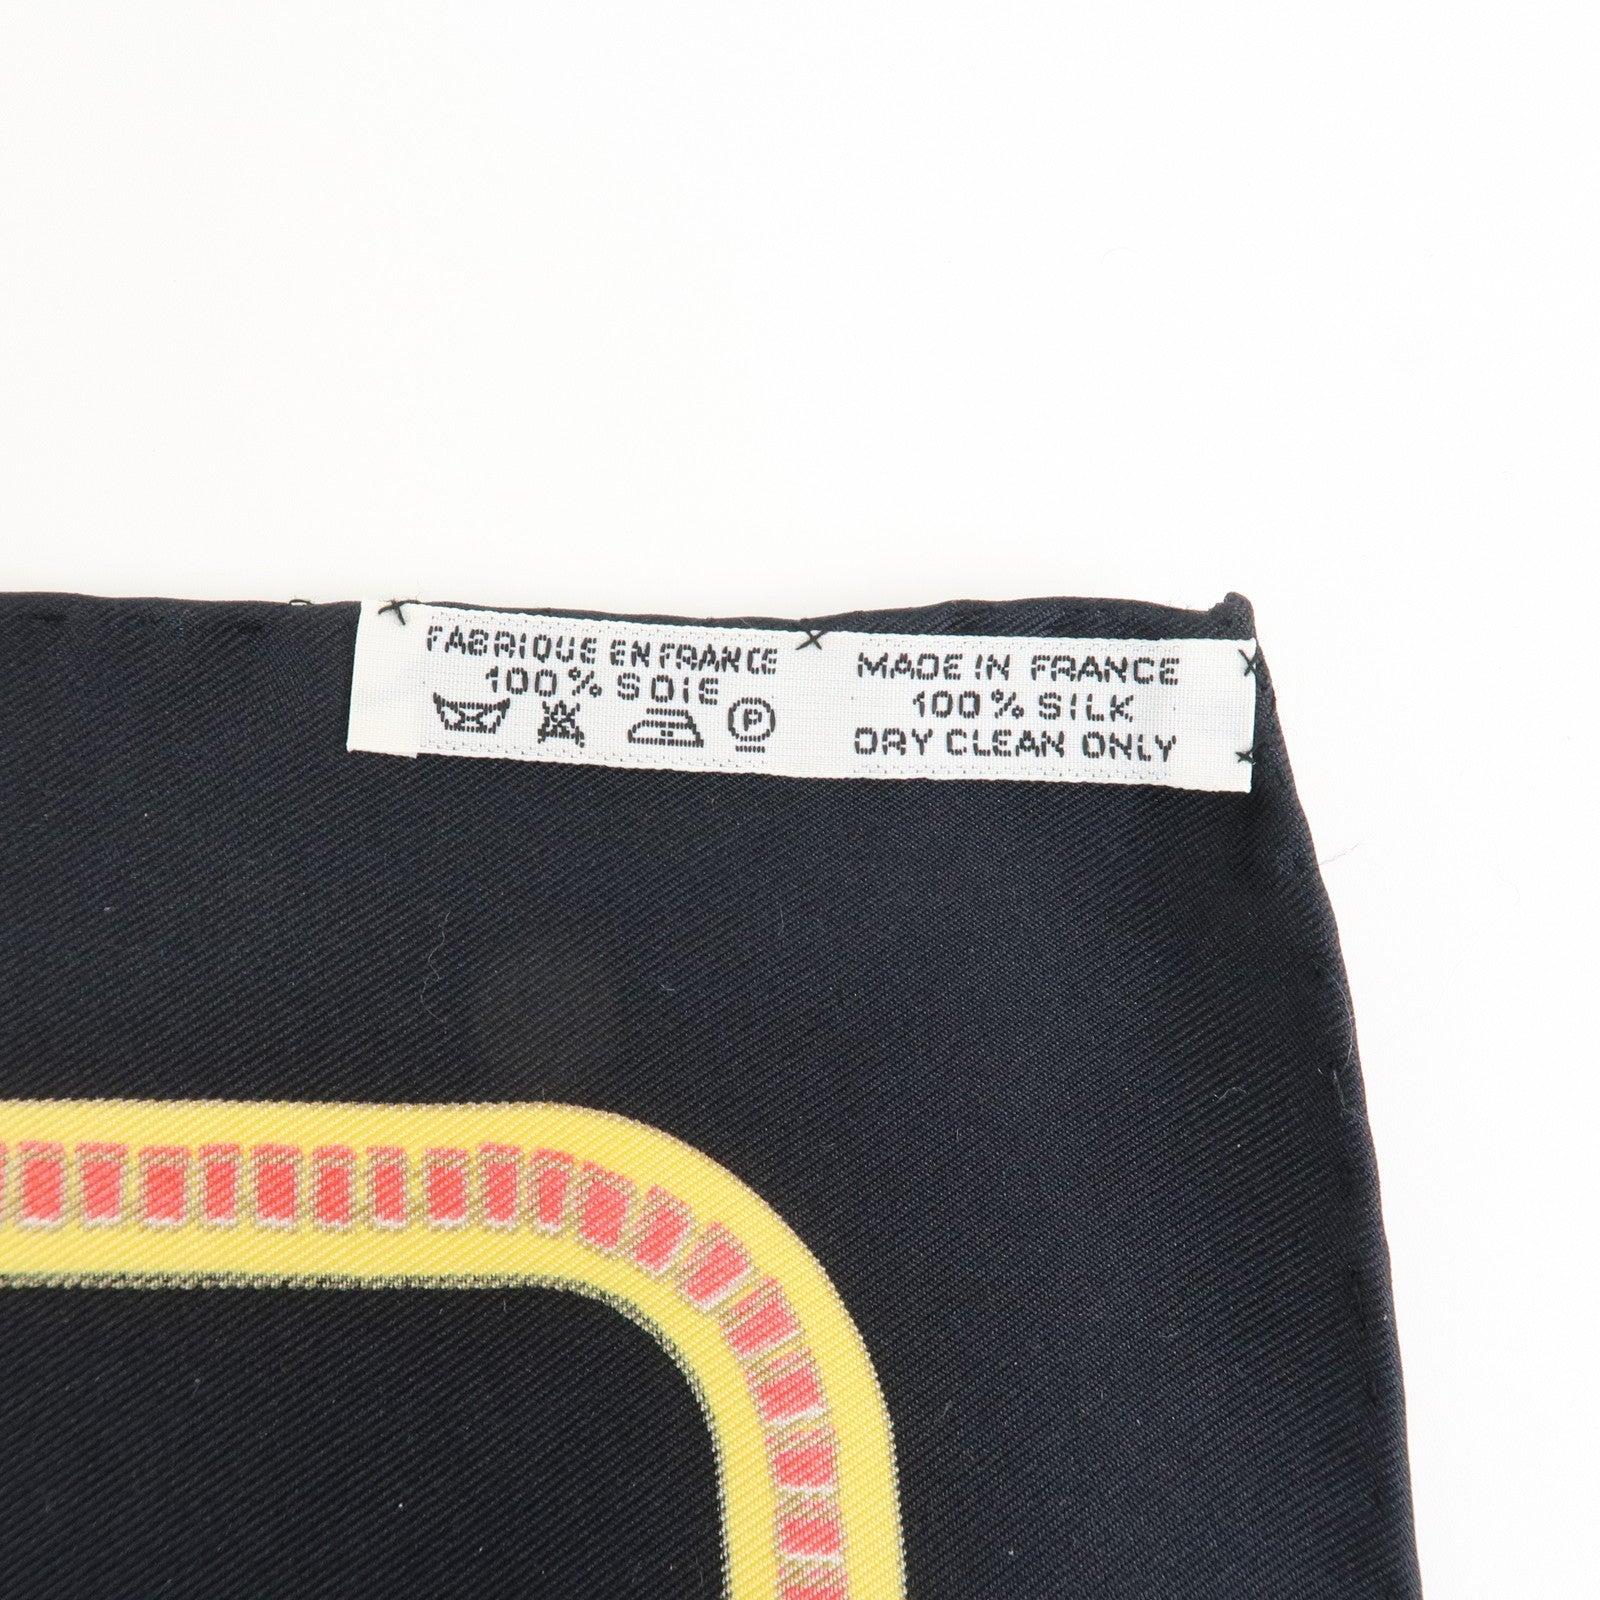 FABRIQUE EN FRANCE
100% SOIE
P
MADE IN FRANCE
100% SILK
DRY CLEAN ONLY